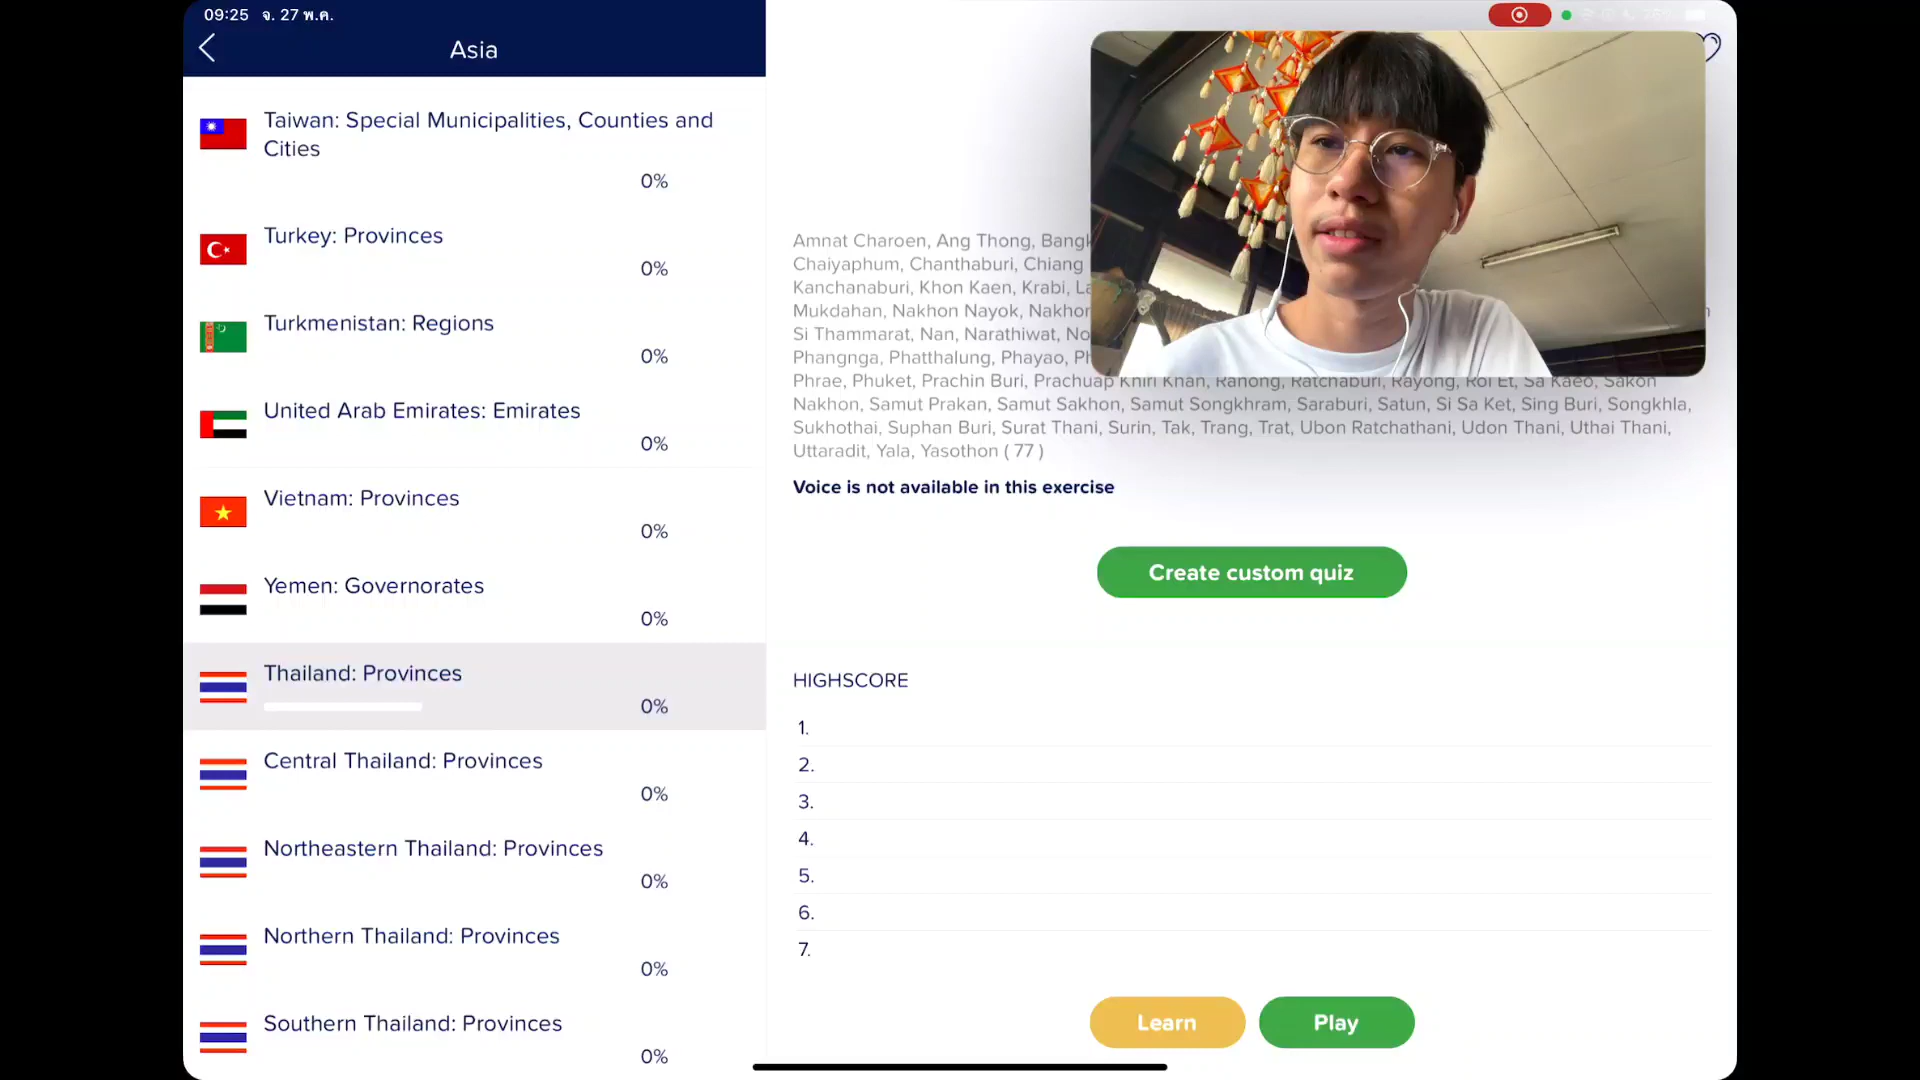 09:25 จ. 27 พ.ค.
Asia
Taiwan: Special Municipalities, Counties and
Cities
0%
Turkey: Provinces
0%
Turkmenistan: Regions
0%
United Arab Emirates: Emirates
0%
Vietnam: Provinces
0%
Yemen: Governorates
0%
Thailand: Provinces
0%
Central Thailand: Provinces
0%
Northeastern Thailand: Provinces
0%
Northern Thailand: Provinces
0%
Southern Thailand: Provinces
0%
Amnat Charoen, Ang Thong,
Chaiyaphum, Chanthaburi, Chiang
Kanchanaburi, Khon Kaen, Krabi,
Mukdahan, Nakhon Nayok,
Si Thammarat, Nan, Narathiwat,
Phangnga, Phatthalung, Phayao,
Phrae, Phuket, Prachin Buri, Prachuap Khiri Khan, Ranong, Ratchaburi, Rayong, Roi Et, Sa Kaeo, Sakon
Nakhon, Samut Prakan, Samut Sakhon, Samut Songkhram, Saraburi, Satun, Si Sa Ket, Sing Buri, Songkhla,
Sukhothai, Suphan Buri, Surat Thani, Surin, Tak, Trang, Trat, Ubon Ratchathani, Udon Thani, Uthai Thani,
Uttaradit, Yala, Yasothon ( 77 )
Voice is not available in this exercise
Create custom quiz
HIGHSCORE
1.
2.
3.
4.
5.
6.
7.
Learn
Play